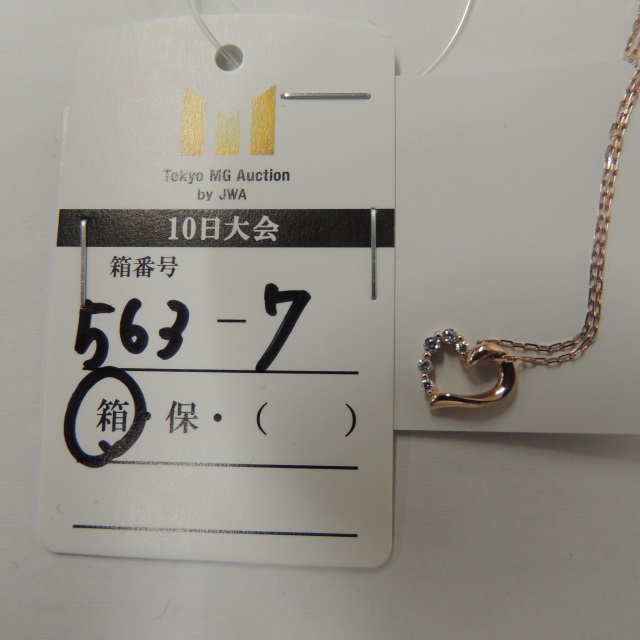 Tokyo MG Auction
by JWA
10日大会
箱番号
563-7
箱・保・(　　)